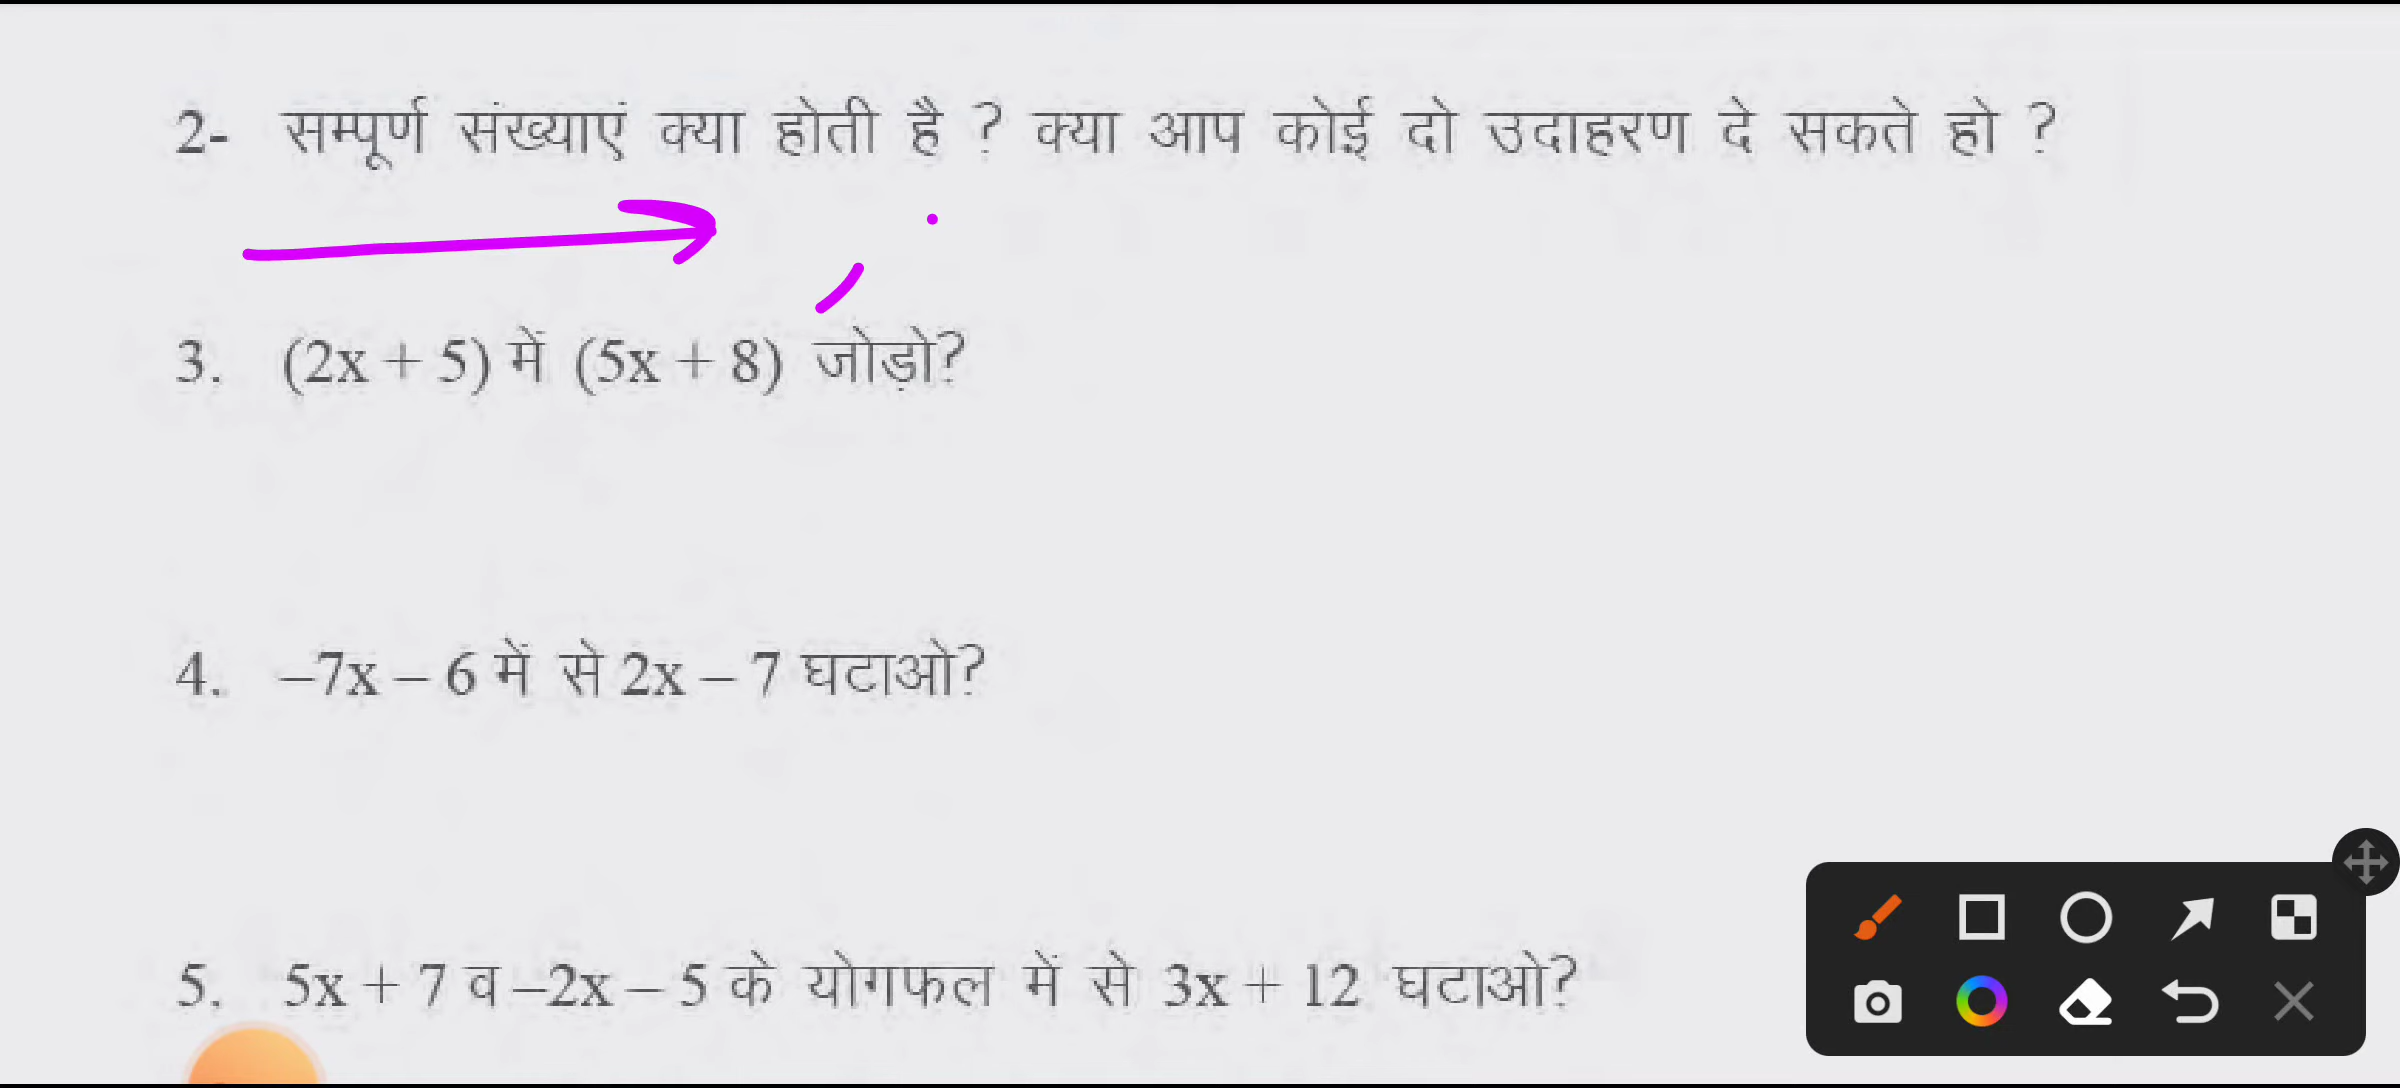 2- सम्पूर्ण संख्याएं क्या होती है ? क्या आप कोई दो उदाहरण दे सकते हो ?
3. (2x + 5) में (5x + 8) जोड़ो?
4. –7x – 6 में से 2x – 7 घटाओ?
5. 5x + 7 व –2x – 5 के योगफल में से 3x + 12 घटाओ?